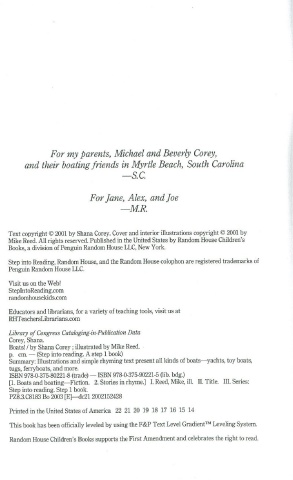 For my parents, Michael and Beverly Corey,
and their boating friends in Myrtle Beach, South Carolina
—S.C.
For Jane, Alex, and Joe
—M.R.
Text copyright © 2001 by Shana Corey. Cover and interior illustrations copyright © 2001 by
Mike Reed. All rights reserved. Published in the United States by Random House Children's
Books, a division of Penguin Random House LLC, New York.
Step into Reading, Random House, and the Random House colophon are registered trademarks of
Penguin Random House LLC.
Visit us on the Web!
StepIntoReading.com
randomhousekids.com
Educators and librarians, for a variety of teaching tools, visit us at
RHTeachersLibrarians.com
Library of Congress Cataloging-in-Publication Data
Corey, Shana.
Boats! / by Shana Corey ; illustrated by Mike Reed.
p. cm. — (Step into reading. A step 1 book)
Summary: Illustrations and simple rhyming text present all kinds of boats—yachts, toy boats,
tugs, ferryboats, and more.
ISBN 978-0-375-80221-8 (trade) — ISBN 978-0-375-90221-5 (lib. bdg.)
[1. Boats and boating—Fiction. 2. Stories in rhyme.] I. Reed, Mike, ill. II. Title. III. Series:
Step into reading. Step 1 book.
PZ8.3.C8183 Bo 2003 [E]—dc21 2002152428
Printed in the United States of America 22 21 20 19 18 17 16 15 14
This book has been officially leveled by using the F&P Text Level Gradient™ Leveling System.
Random House Children's Books supports the First Amendment and celebrates the right to read.